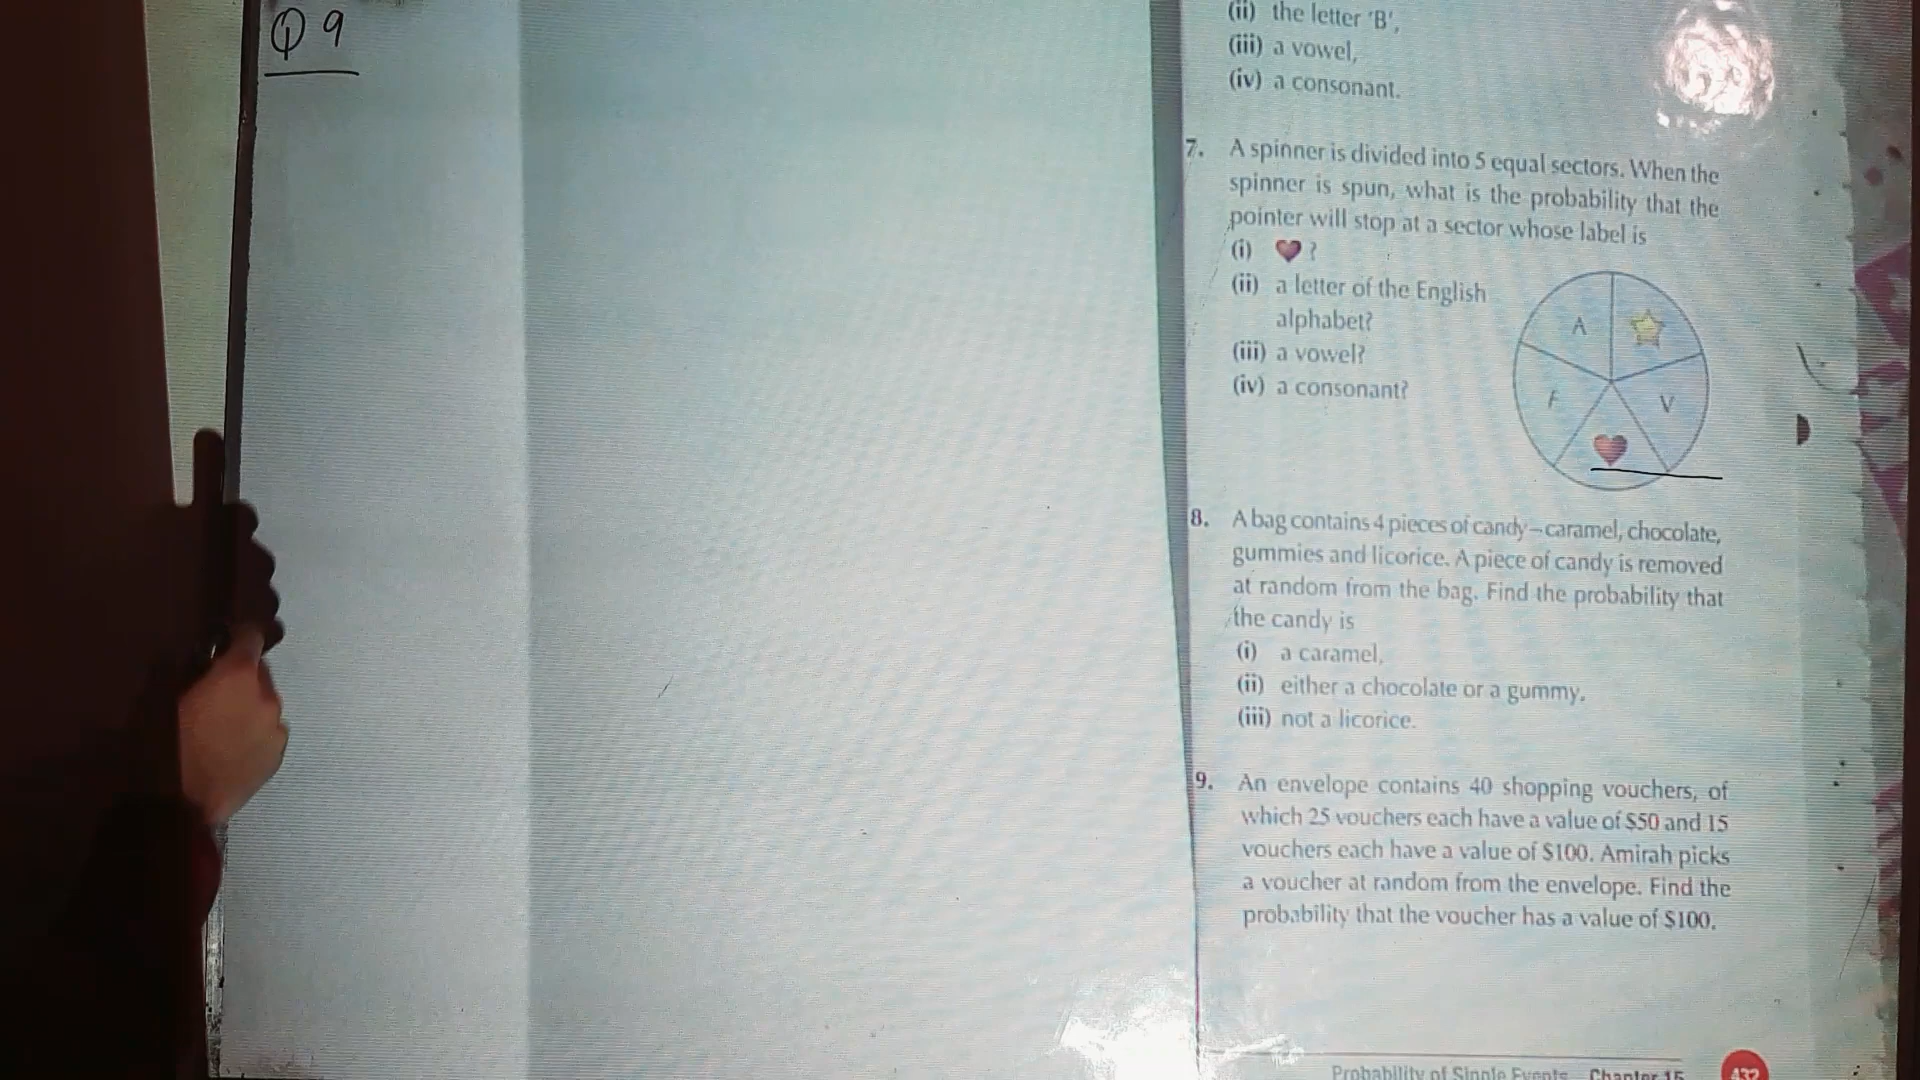 Q 9
(ii) the letter ‘B’,
(iii) a vowel,
(iv) a consonant.
7. A spinner is divided into 5 equal sectors. When the
spinner is spun, what is the probability that the
pointer will stop at a sector whose label is
(i) ?
(ii) a letter of the English
alphabet?
(iii) a vowel?
(iv) a consonant?
A
F
V
8. A bag contains 4 pieces of candy – caramel, chocolate,
gummies and licorice. A piece of candy is removed
at random from the bag. Find the probability that
the candy is
(i) a caramel,
(ii) either a chocolate or a gummy.
(iii) not a licorice.
9. An envelope contains 40 shopping vouchers, of
which 25 vouchers each have a value of $50 and 15
vouchers each have a value of $100. Amirah picks
a voucher at random from the envelope. Find the
probability that the voucher has a value of $100.
Probability of Single Events Chapter 15